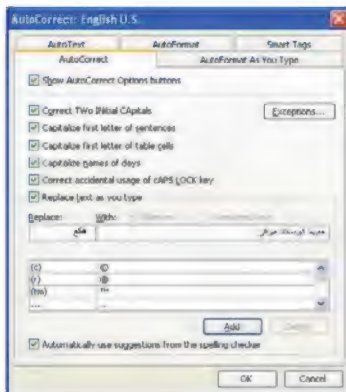 AutoCorrect: English U.S.
AutoText AutoFormat Smart Tags
AutoCorrect AutoFormat As You Type
Show AutoCorrect Options buttons
Correct TWo INitial CApitals Exceptions...
Capitalize first letter of sentences
Capitalize first letter of table cells
Capitalize names of days
Correct accidental usage of cAPS LOCK key
Replace text as you type
Replace: With:
(c) ©
(r) ®
(tm) ™
... …
Add
Automatically use suggestions from the spelling checker
OK Cancel